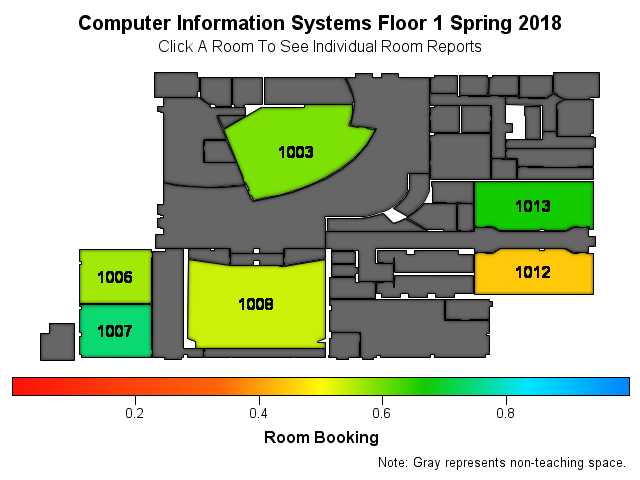 Computer Information Systems Floor 1 Spring 2018
Click A Room To See Individual Room Reports
1003
1013
1012
1006
1008
1007
0.2 0.4 0.6 0.8
Room Booking
Note: Gray represents non-teaching space.